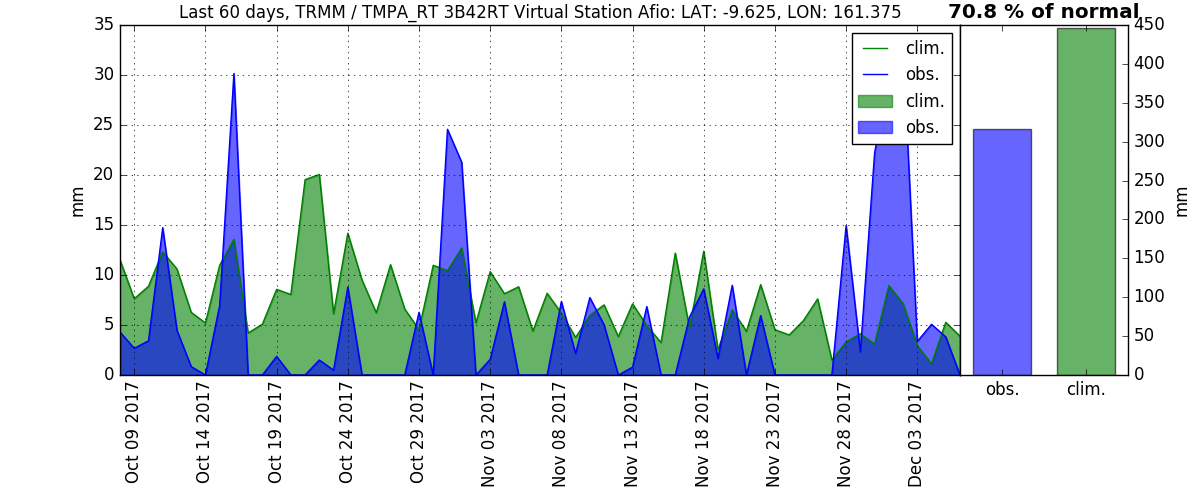 Last 60 days, TRMM / TMPA_RT 3B42RT Virtual Station Afio: LAT: -9.625, LON: 161.375
70.8 % of normal
35
30
25
20
15
10
5
0
mm
clim.
obs.
clim.
obs.
450
400
350
300
250
200
150
100
50
0
mm
obs.
clim.
Oct 09 2017
Oct 14 2017
Oct 19 2017
Oct 24 2017
Oct 29 2017
Nov 03 2017
Nov 08 2017
Nov 13 2017
Nov 18 2017
Nov 23 2017
Nov 28 2017
Dec 03 2017